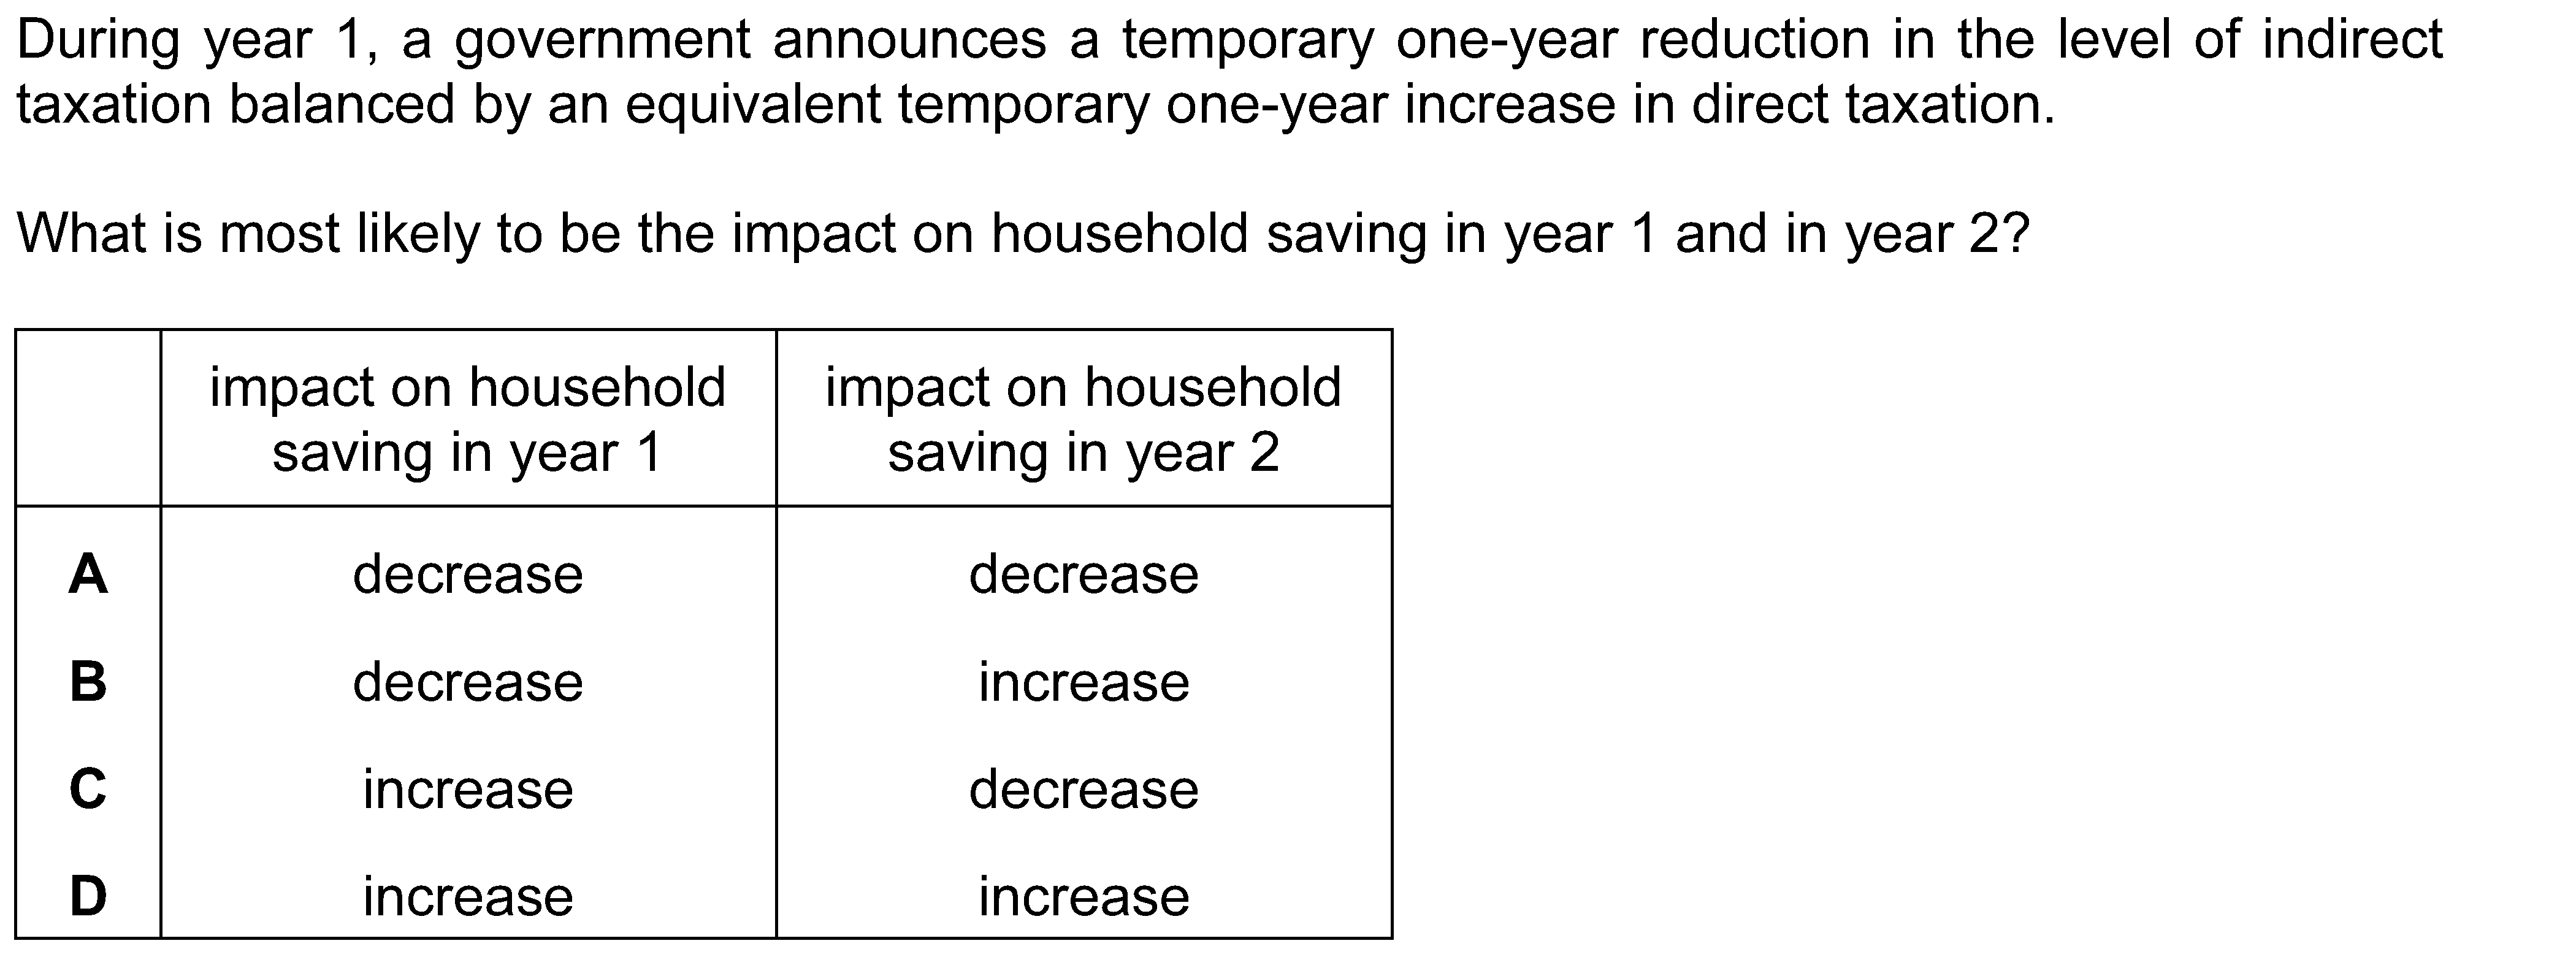 During year 1, a government announces a temporary one-year reduction in the level of indirect
taxation balanced by an equivalent temporary one-year increase in direct taxation.
What is most likely to be the impact on household saving in year 1 and in year 2?
impact on household saving in year 1
impact on household saving in year 2
A decrease decrease
B decrease increase
C increase decrease
D increase increase